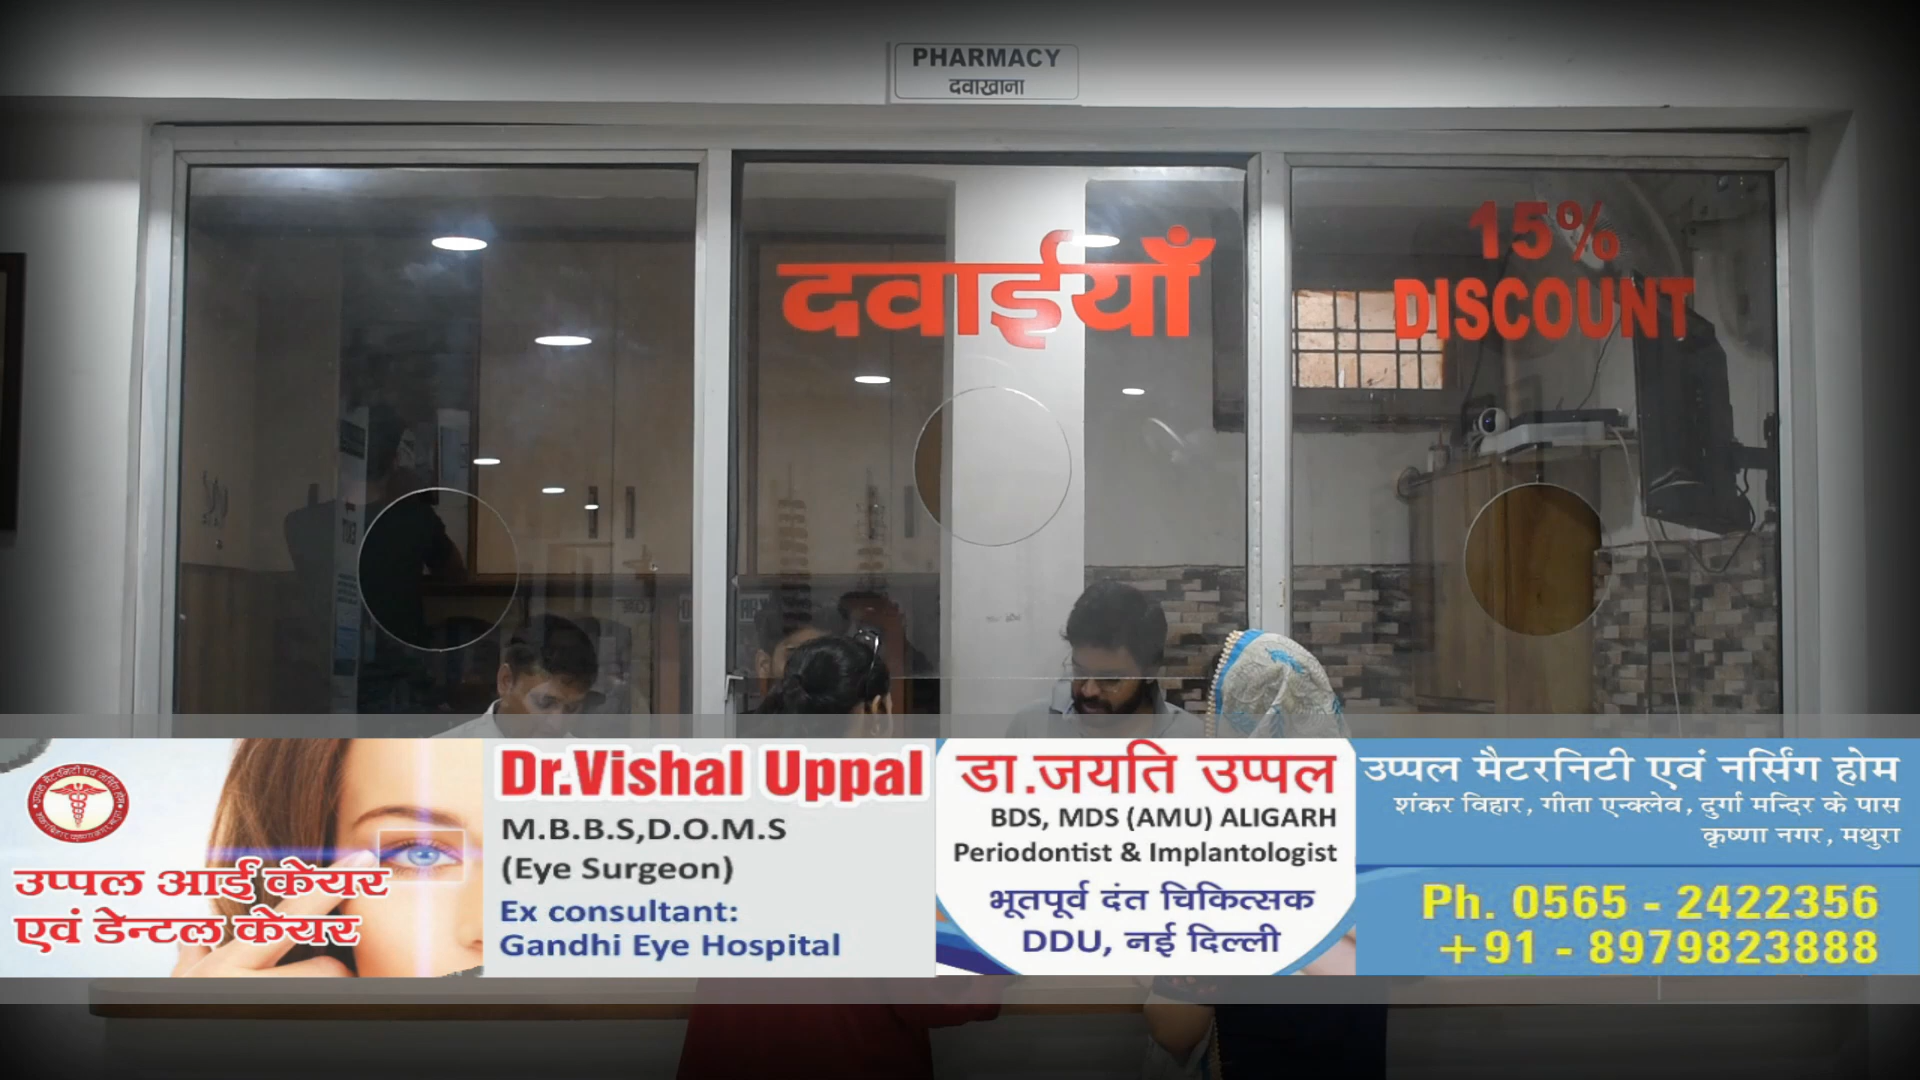 PHARMACY
दवाखाना
दवाईयाँ
15%
DISCOUNT
उप्पल आई केयर
एवं डेन्टल केयर
Dr.Vishal Uppal
M.B.B.S,D.O.M.S
(Eye Surgeon)
Ex consultant:
Gandhi Eye Hospital
डा.जयति उप्पल
BDS, MDS (AMU) ALIGARH
Periodontist & Implantologist
भूतपूर्व दंत चिकित्सक
DDU, नई दिल्ली
उप्पल मैटरनिटी एवं नर्सिंग होम
शंकर विहार, गीता एन्क्लेव, दुर्गा मन्दिर के पास
कृष्णा नगर, मथुरा
Ph. 0565 - 2422356
+91 - 8979823888